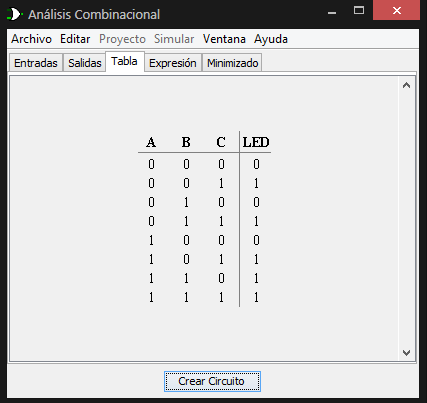 Análisis Combinacional
Archivo Editar Proyecto Simular Ventana Ayuda
Entradas Salidas Tabla Expresión Minimizado
A B C LED
0 0 0 0
0 0 1 1
0 1 0 0
0 1 1 1
1 0 0 0
1 0 1 1
1 1 0 1
1 1 1 1
Crear Circuito